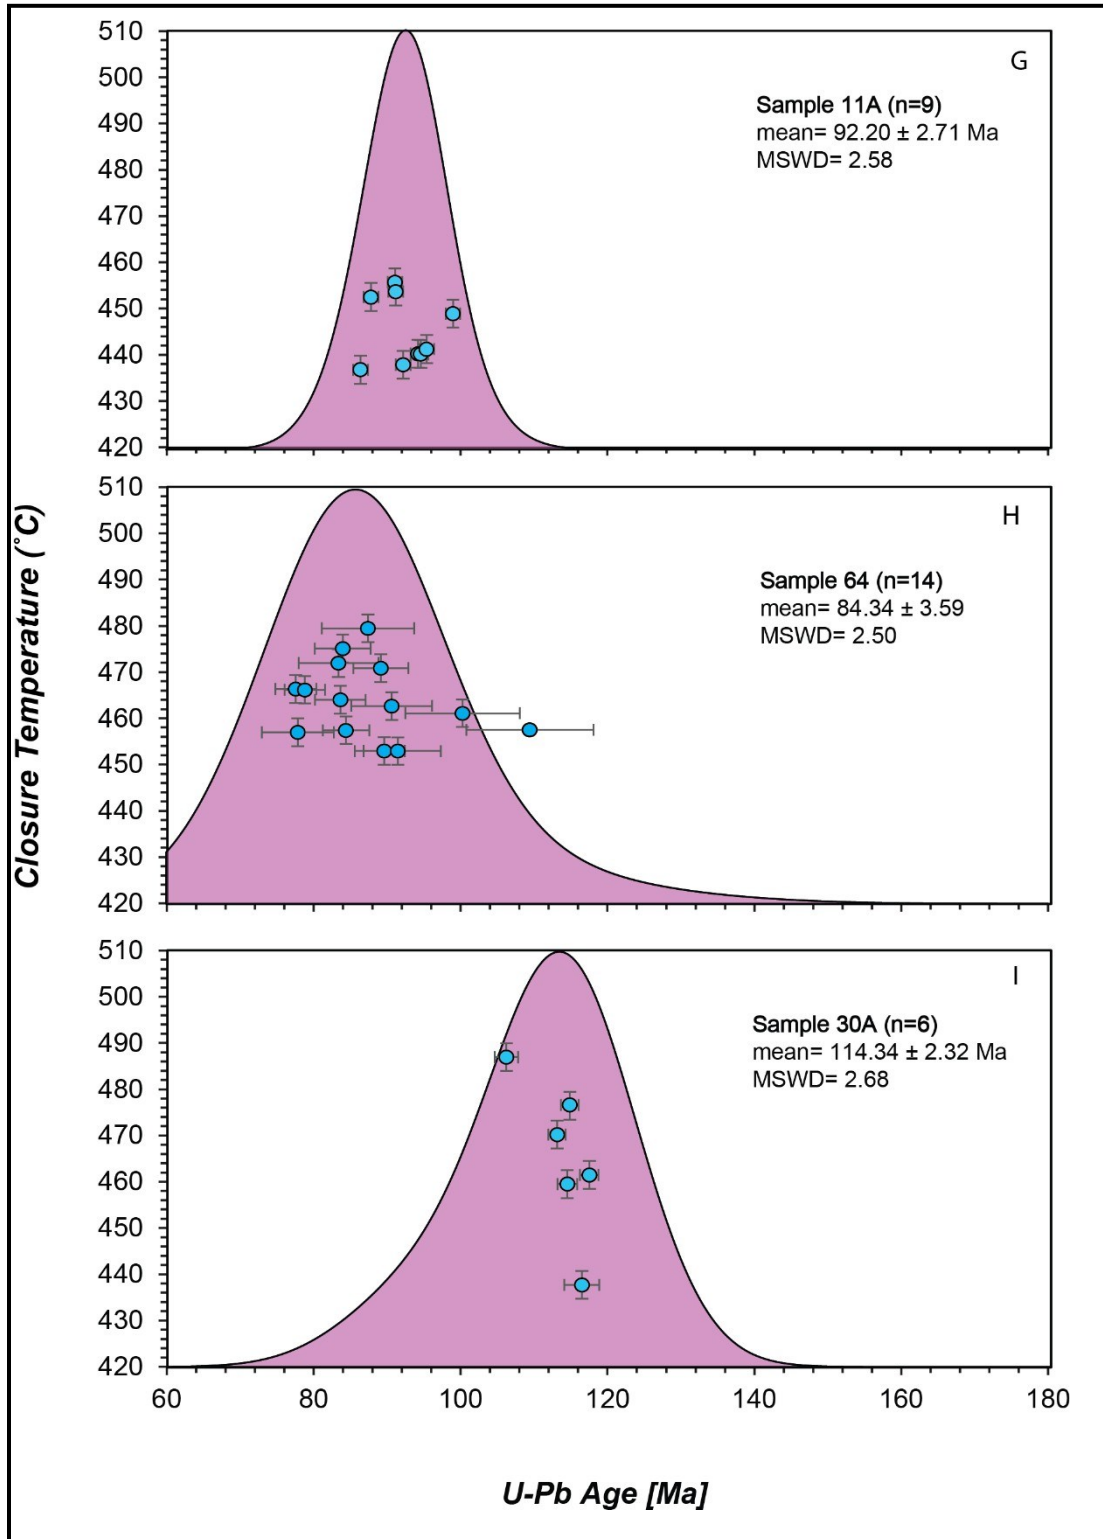 510
500
490
480
470
460
450
440
430
420
G
Sample 11A (n=9)
mean= 92.20 ± 2.71 Ma
MSWD= 2.58
510
500
490
480
470
460
450
440
430
420
H
Sample 64 (n=14)
mean= 84.34 ± 3.59
MSWD= 2.50
Closure Temperature (˚C)
510
500
490
480
470
460
450
440
430
420
I
Sample 30A (n=6)
mean= 114.34 ± 2.32 Ma
MSWD= 2.68
60 80 100 120 140 160 180
U-Pb Age [Ma]